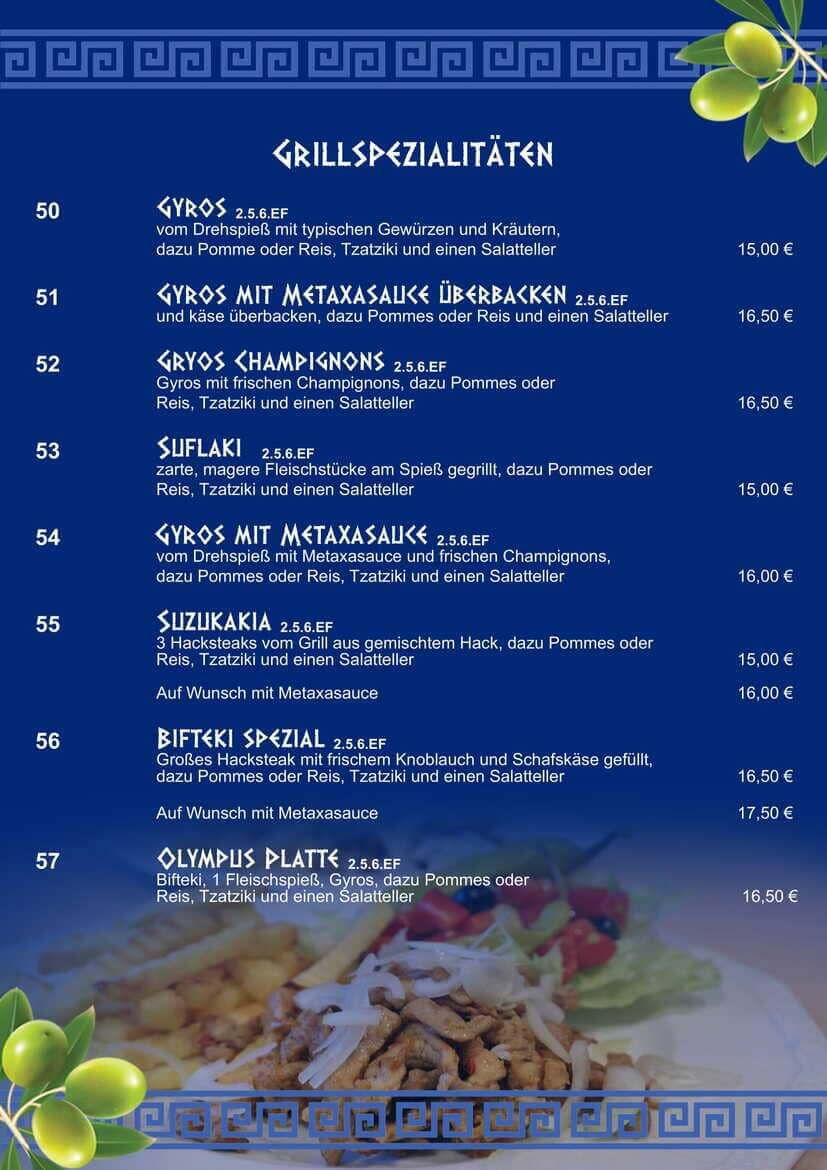 GRILLSPEZIALITÄTEN
50 GYROS 2.5.6.EF
vom Drehspieß mit typischen Gewürzen und Kräutern,
dazu Pomme oder Reis, Tzatziki und einen Salatteller 15,00 €
51 GYROS MIT METAXASAUCE ÜBERBACKEN 2.5.6.EF
und käse überbacken, dazu Pommes oder Reis und einen Salatteller 16,50 €
52 GRYOS CHAMPIGNONS 2.5.6.EF
Gyros mit frischen Champignons, dazu Pommes oder
Reis, Tzatziki und einen Salatteller 16,50 €
53 SUFLAKI 2.5.6.EF
zarte, magere Fleischstücke am Spieß gegrillt, dazu Pommes oder
Reis, Tzatziki und einen Salatteller 15,00 €
54 GYROS MIT METAXASAUCE 2.5.6.EF
vom Drehspieß mit Metaxasauce und frischen Champignons,
dazu Pommes oder Reis, Tzatziki und einen Salatteller 16,00 €
55 SUZUKAKIA 2.5.6.EF
3 Hacksteaks vom Grill aus gemischtem Hack, dazu Pommes oder
Reis, Tzatziki und einen Salatteller 15,00 €
Auf Wunsch mit Metaxasauce 16,00 €
56 BIFTEKI SPEZIAL 2.5.6.EF
Großes Hacksteak mit frischem Knoblauch und Schafskäse gefüllt,
dazu Pommes oder Reis, Tzatziki und einen Salatteller 16,50 €
Auf Wunsch mit Metaxasauce 17,50 €
57 OLYMPUS PLATTE 2.5.6.EF
Bifteki, 1 Fleischspieß, Gyros, dazu Pommes oder
Reis, Tzatziki und einen Salatteller 16,50 €